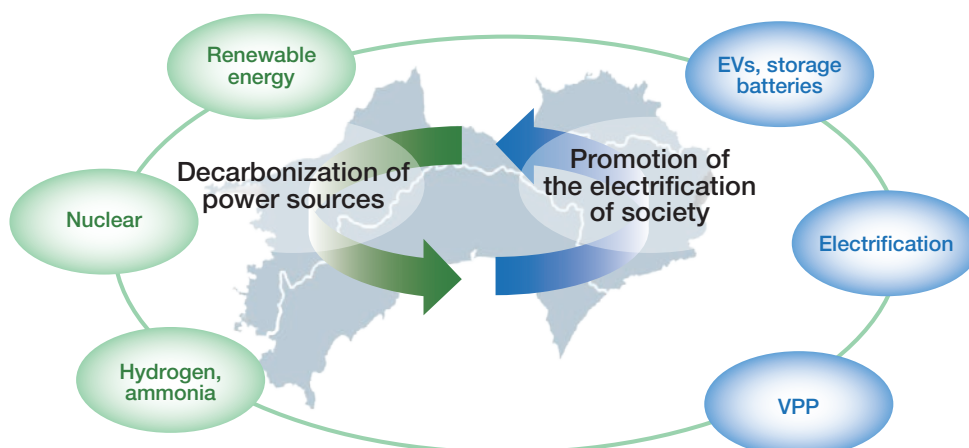 Renewable
energy
EVs, storage
batteries
Decarbonization of
power sources
Promotion of
the electrification
of society
Nuclear
Electrification
Hydrogen,
ammonia
VPP